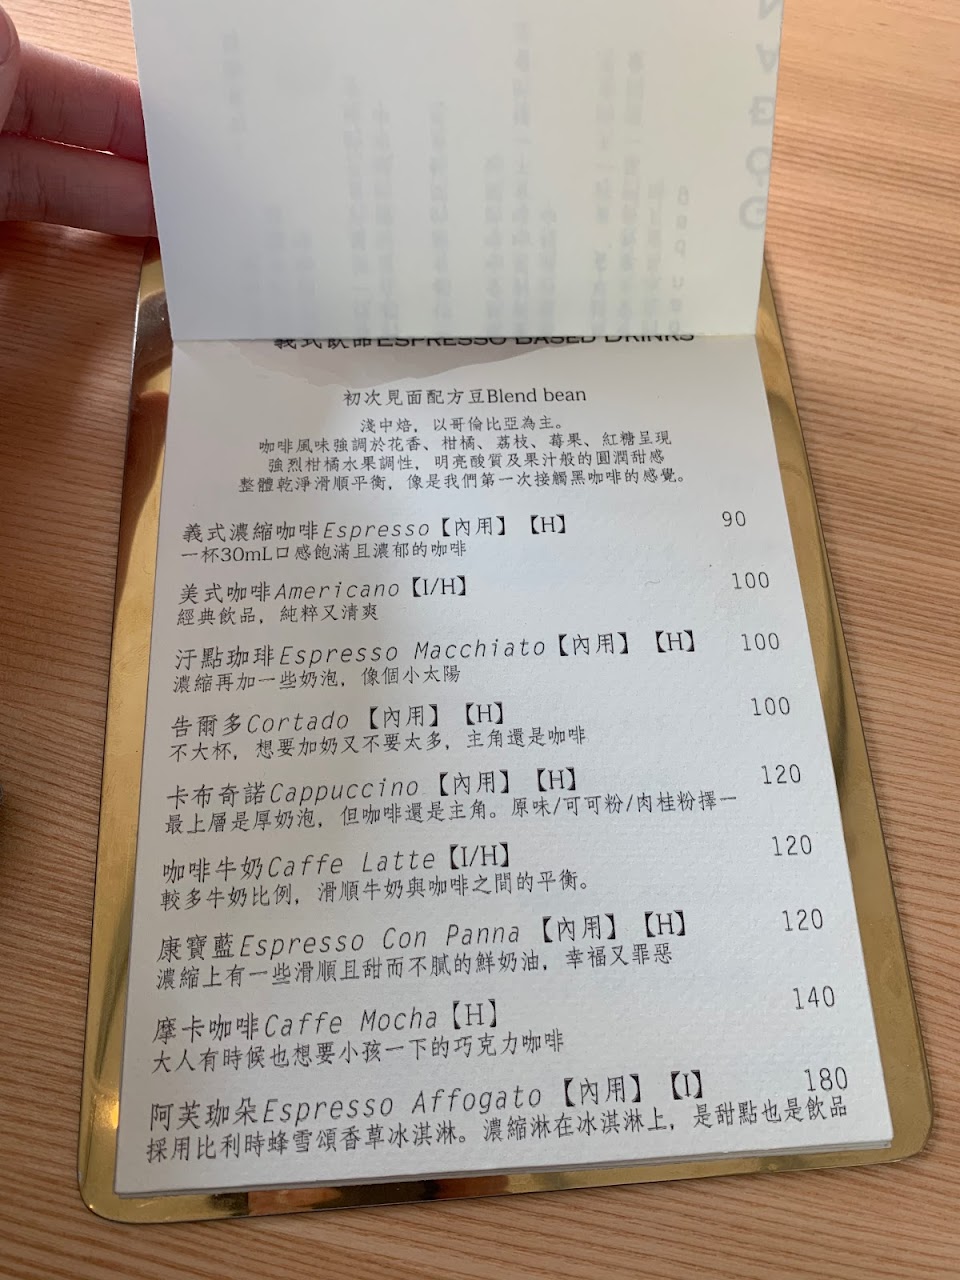 義式飲品ESPRESSO BASED DRINKS
初次見面配方豆Blend bean
淺中焙，以哥倫比亞為主。
咖啡風味強調於花香、柑橘、荔枝、莓果、紅糖呈現
強烈柑橘水果調性，明亮酸質及果汁般的圓潤甜感
整體乾淨滑順平衡，像是我們第一次接觸黑咖啡的感覺。
義式濃縮咖啡Espresso【內用】【H】 90
一杯30mL口感飽滿且濃郁的咖啡
美式咖啡Americano【I/H】 100
經典飲品，純粹又清爽
汙點珈琲Espresso Macchiato【內用】【H】 100
濃縮再加一些奶泡，像個小太陽
告爾多Cortado【內用】【H】 100
不大杯，想要加奶又不要太多，主角還是咖啡
卡布奇諾Cappuccino【內用】【H】 120
最上層是厚奶泡，但咖啡還是主角。原味/可可粉/肉桂粉擇一
咖啡牛奶Caffe Latte【I/H】 120
較多牛奶比例，滑順牛奶與咖啡之間的平衡。
康寶藍Espresso Con Panna【內用】【H】 120
濃縮上有一些滑順且甜而不膩的鮮奶油，幸福又罪惡
摩卡咖啡Caffe Mocha【H】 140
大人有時候也想要小孩一下的巧克力咖啡
阿芙珈朵Espresso Affogato【內用】【I】 180
採用比利時蜂雪頌香草冰淇淋。濃縮淋在冰淇淋上，是甜點也是飲品